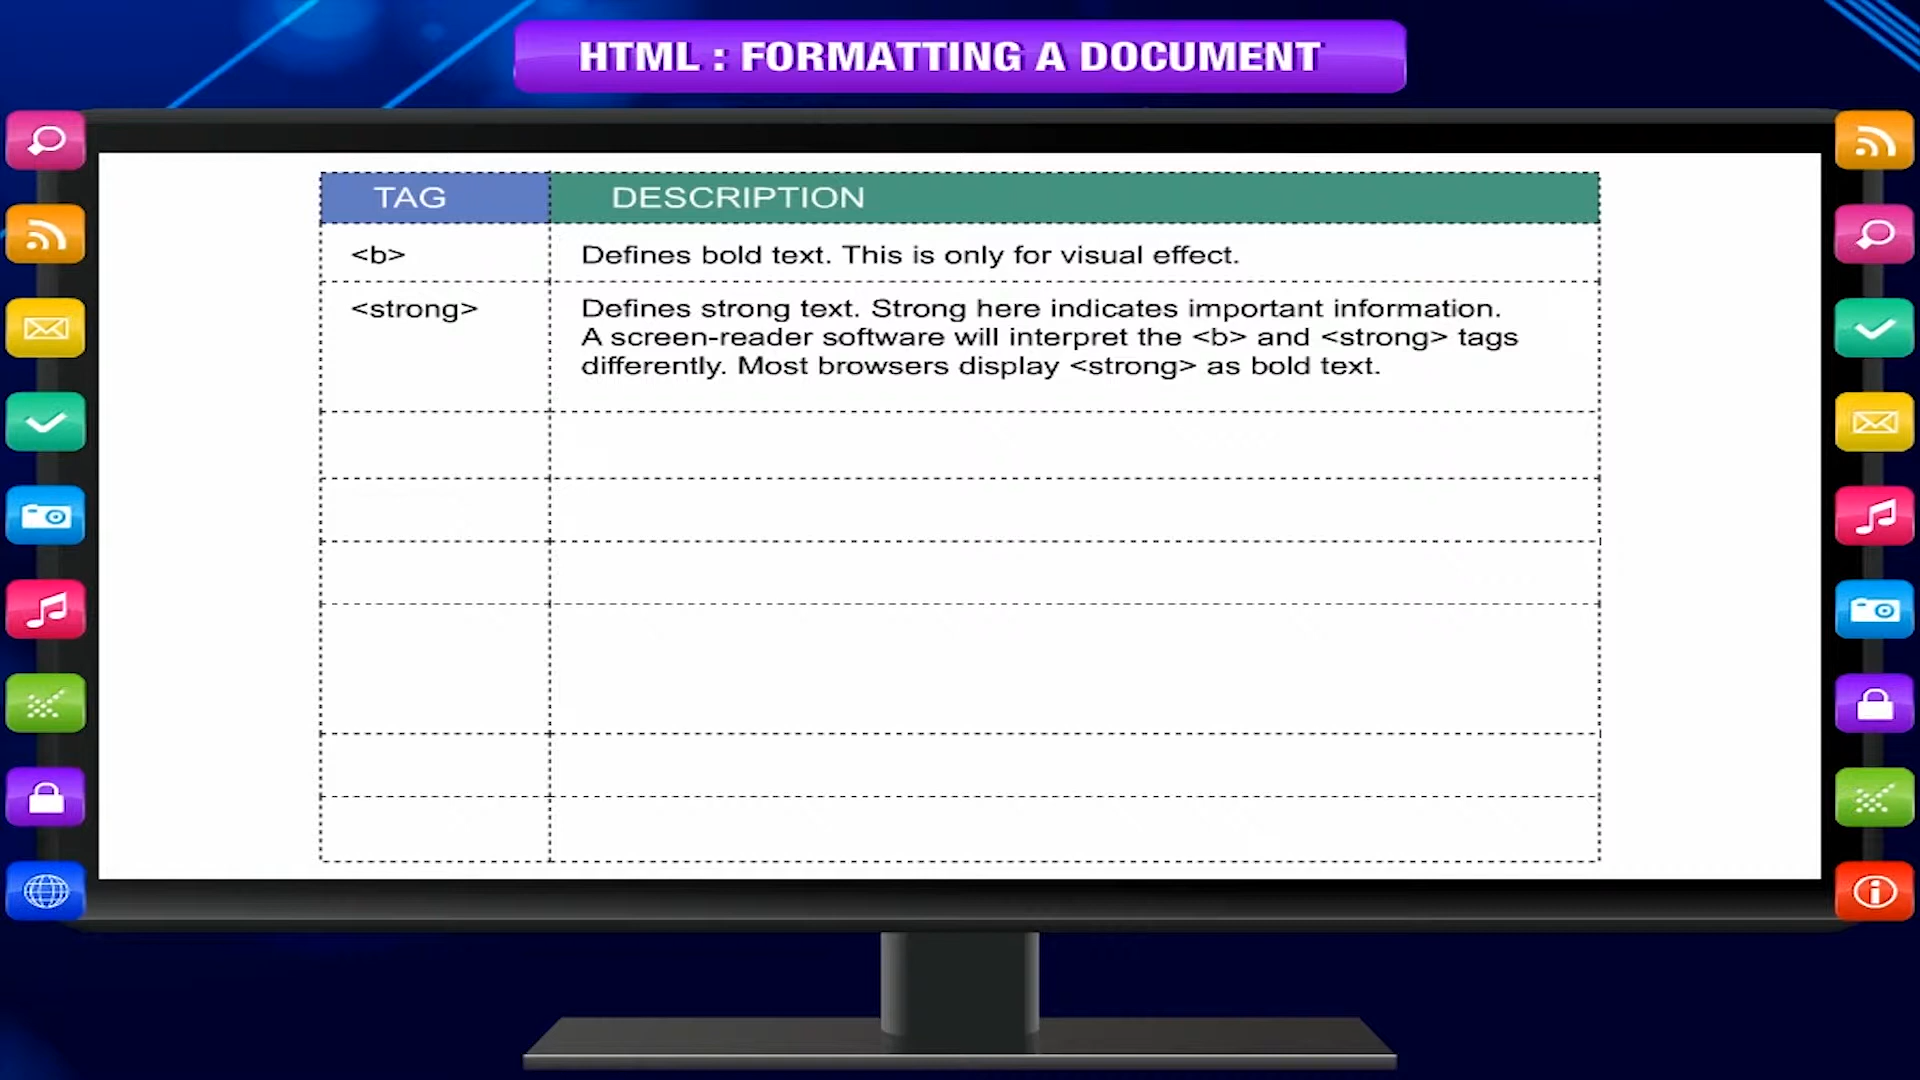 HTML : FORMATTING A DOCUMENT
TAG DESCRIPTION
<b> Defines bold text. This is only for visual effect.
<strong> Defines strong text. Strong here indicates important information.
A screen-reader software will interpret the <b> and <strong> tags
differently. Most browsers display <strong> as bold text.